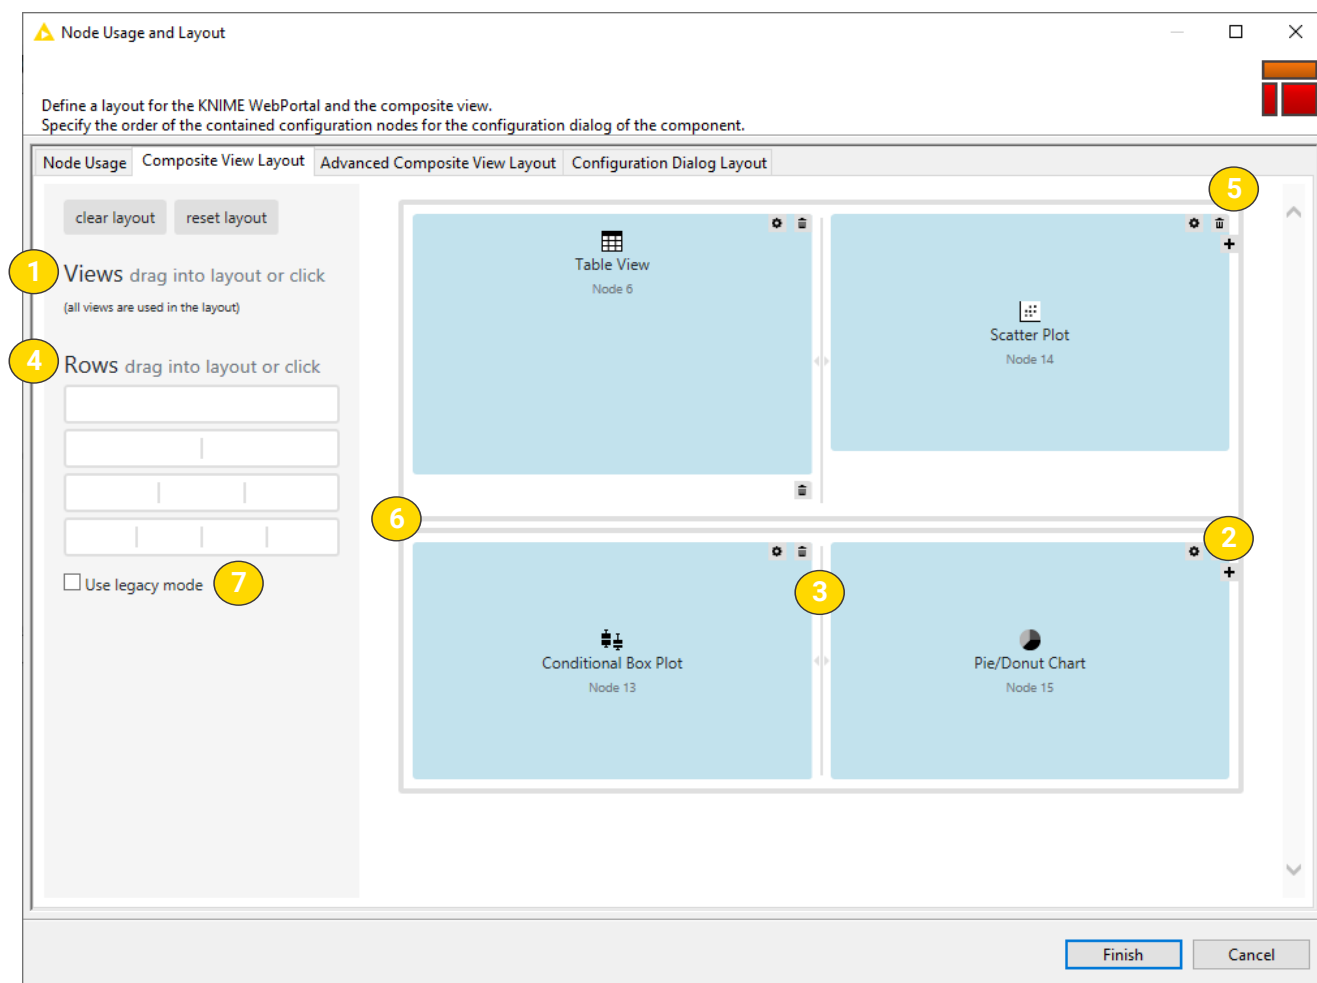 Node Usage and Layout
Define a layout for the KNIME WebPortal and the composite view.
Specify the order of the contained configuration nodes for the configuration dialog of the component.
Node Usage
Composite View Layout
Advanced Composite View Layout
Configuration Dialog Layout
5
clear layout
reset layout
1
Views drag into layout or click
(all views are used in the layout)
4
Rows drag into layout or click
Use legacy mode
7
Table View
Node 6
Scatter Plot
Node 14
6
2
3
Conditional Box Plot
Node 13
Pie/Donut Chart
Node 15
Finish
Cancel